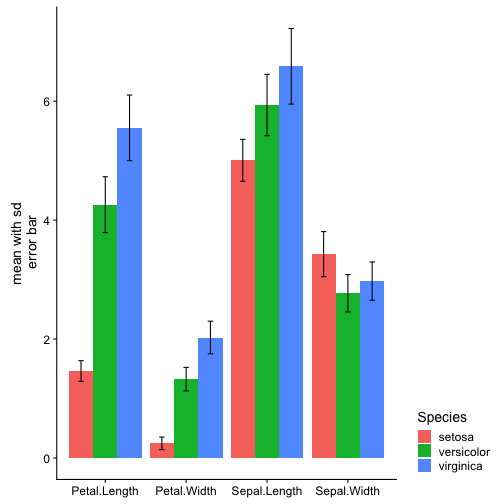 mean with sd
error bar
6
4
2
0
Petal.Length Petal.Width Sepal.Length Sepal.Width
Species
setosa
versicolor
virginica